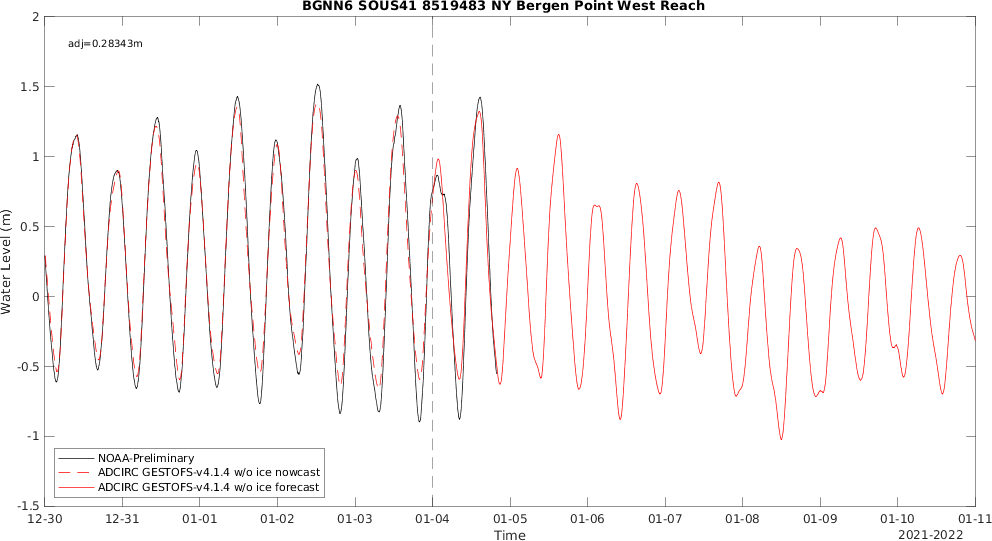 BGNN6 SOUS41 8519483 NY Bergen Point West Reach
adj=0.28343m
2
1.5
1
0.5
0
-0.5
-1
-1.5
Water Level (m)
NOAA-Preliminary
ADCIRC GESTOFS-v4.1.4 w/o ice nowcast
ADCIRC GESTOFS-v4.1.4 w/o ice forecast
12-30 12-31 01-01 01-02 01-03 01-04 01-05 01-06 01-07 01-08 01-09 01-10 01-11
Time
2021-2022